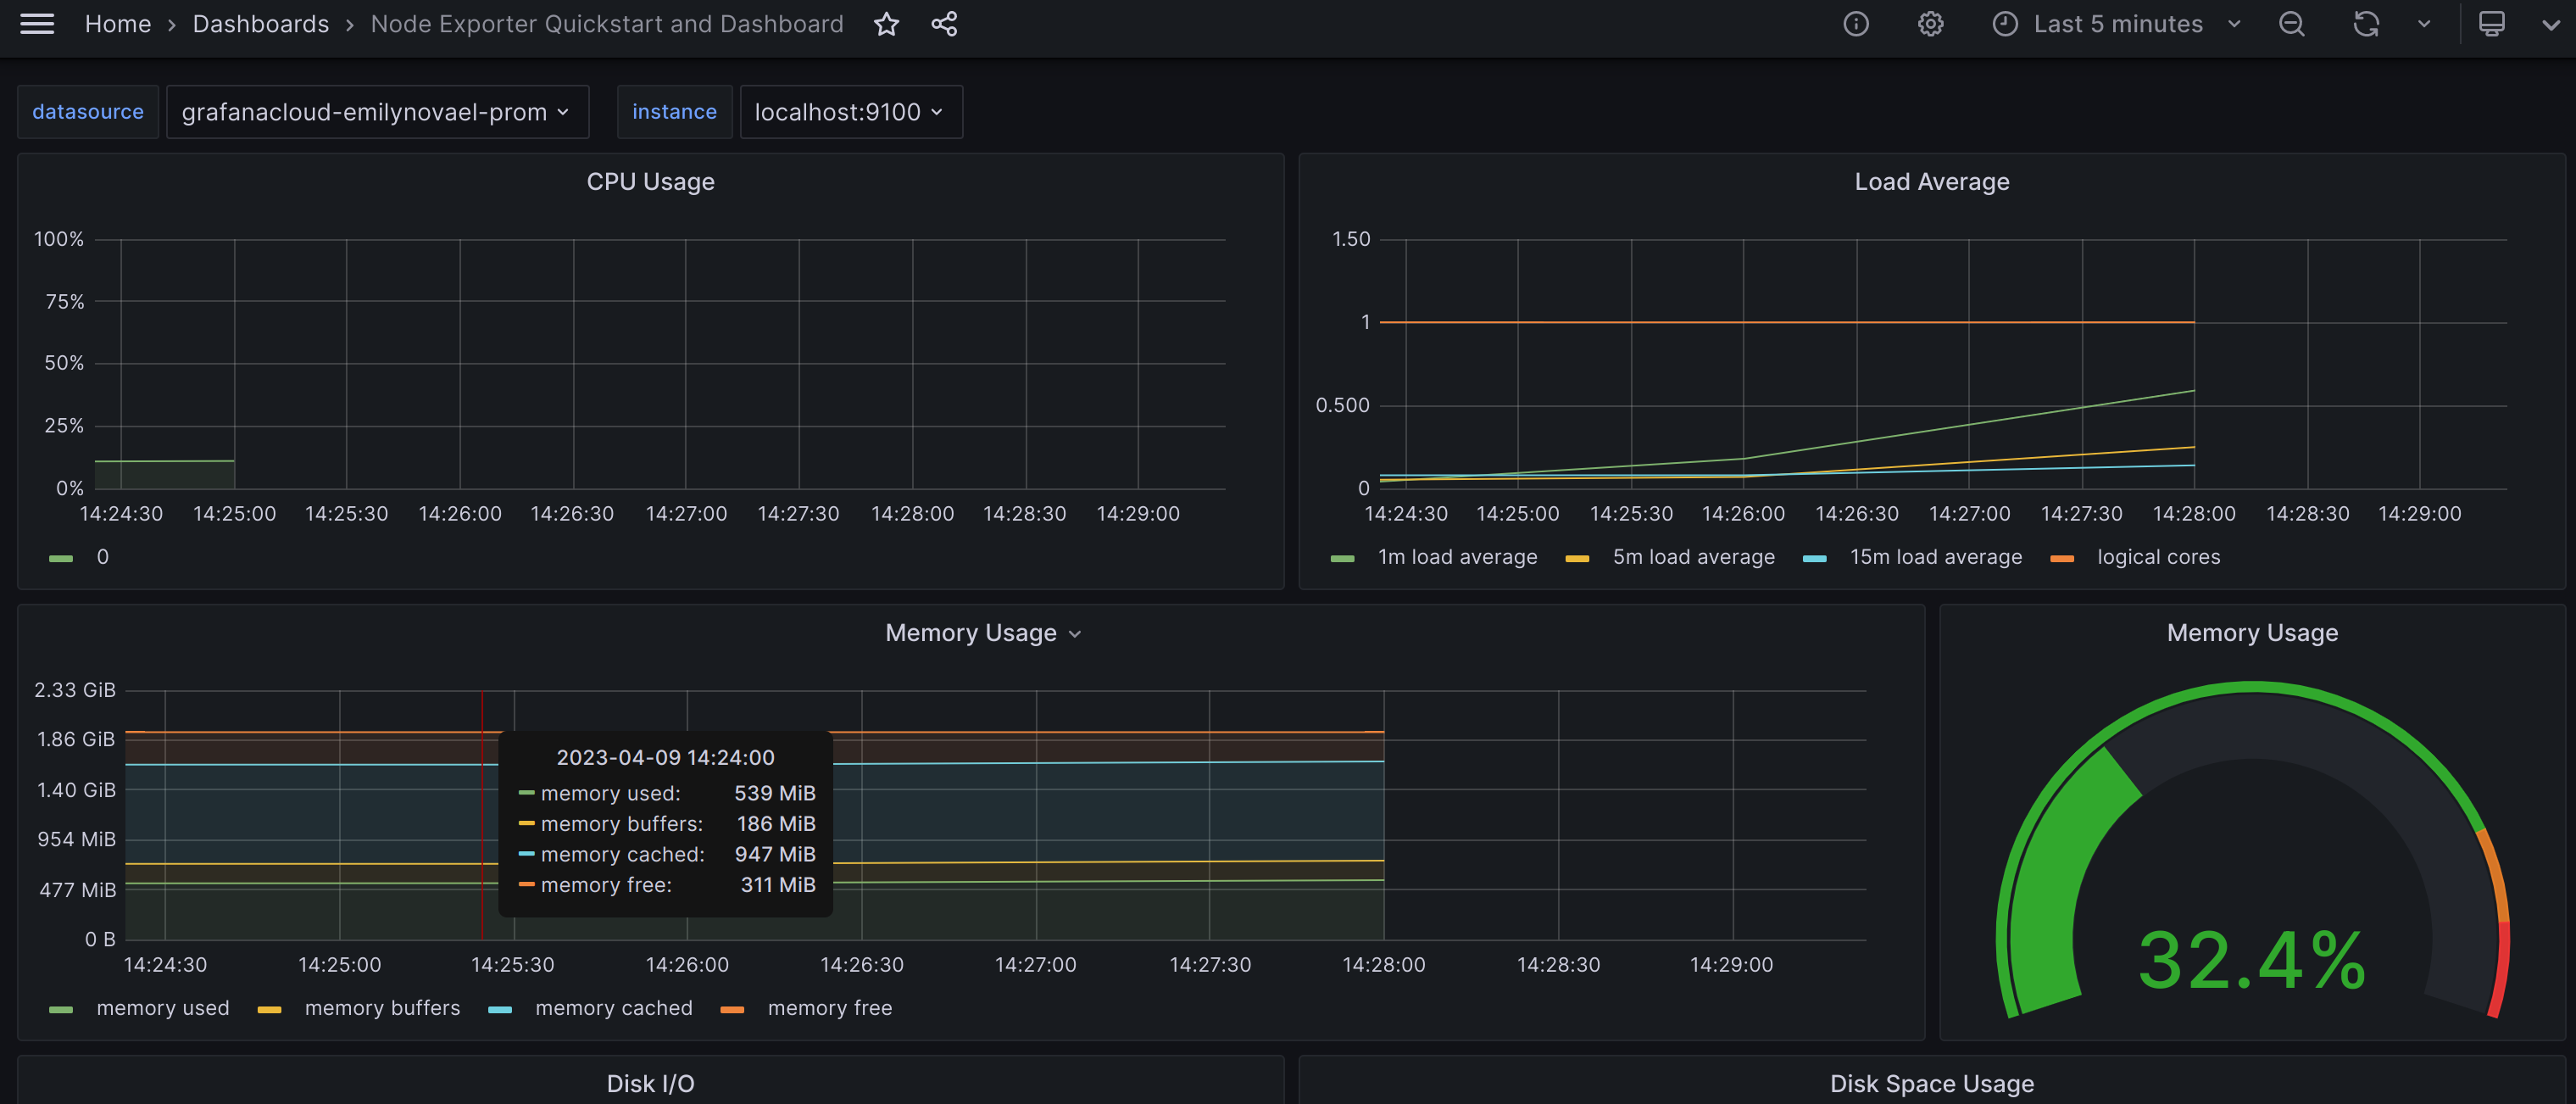 Home > Dashboards > Node Exporter Quickstart and Dashboard
Last 5 minutes
datasource grafanacloud-emilynovael-prom instance localhost:9100
CPU Usage
100%
75%
50%
25%
0%
14:24:30 14:25:00 14:25:30 14:26:00 14:26:30 14:27:00 14:27:30 14:28:00 14:28:30 14:29:00
0
Load Average
1.50
1
0.500
0
14:24:30 14:25:00 14:25:30 14:26:00 14:26:30 14:27:00 14:27:30 14:28:00 14:28:30 14:29:00
1m load average 5m load average 15m load average logical cores
Memory Usage
2.33 GiB
1.86 GiB
1.40 GiB
954 MiB
477 MiB
0 B
2023-04-09 14:24:00
memory used: 539 MiB
memory buffers: 186 MiB
memory cached: 947 MiB
memory free: 311 MiB
14:24:30 14:25:00 14:25:30 14:26:00 14:26:30 14:27:00 14:27:30 14:28:00 14:28:30 14:29:00
memory used memory buffers memory cached memory free
Memory Usage
32.4%
Disk I/O
Disk Space Usage